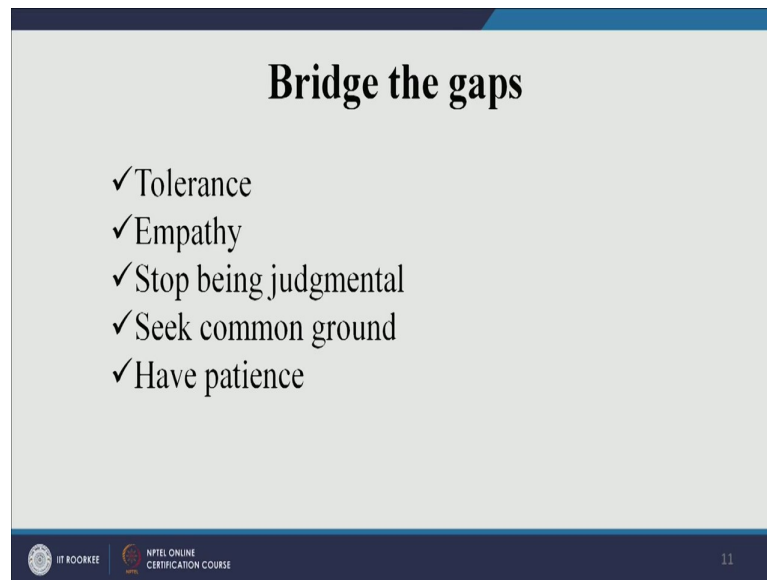 Bridge the gaps
✓Tolerance
✓Empathy
✓Stop being judgmental
✓Seek common ground
✓Have patience
IIT ROORKEE
NPTEL
NPTEL ONLINE
CERTIFICATION COURSE
11